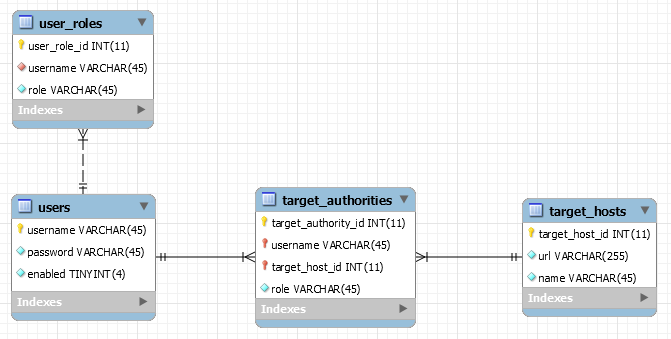 user_roles
user_role_id INT(11)
username VARCHAR(45)
role VARCHAR(45)
Indexes
users
username VARCHAR(45)
password VARCHAR(45)
enabled TINYINT(4)
Indexes
target_authorities
target_authority_id INT(11)
username VARCHAR(45)
target_host_id INT(11)
role VARCHAR(45)
Indexes
target_hosts
target_host_id INT(11)
url VARCHAR(255)
name VARCHAR(45)
Indexes